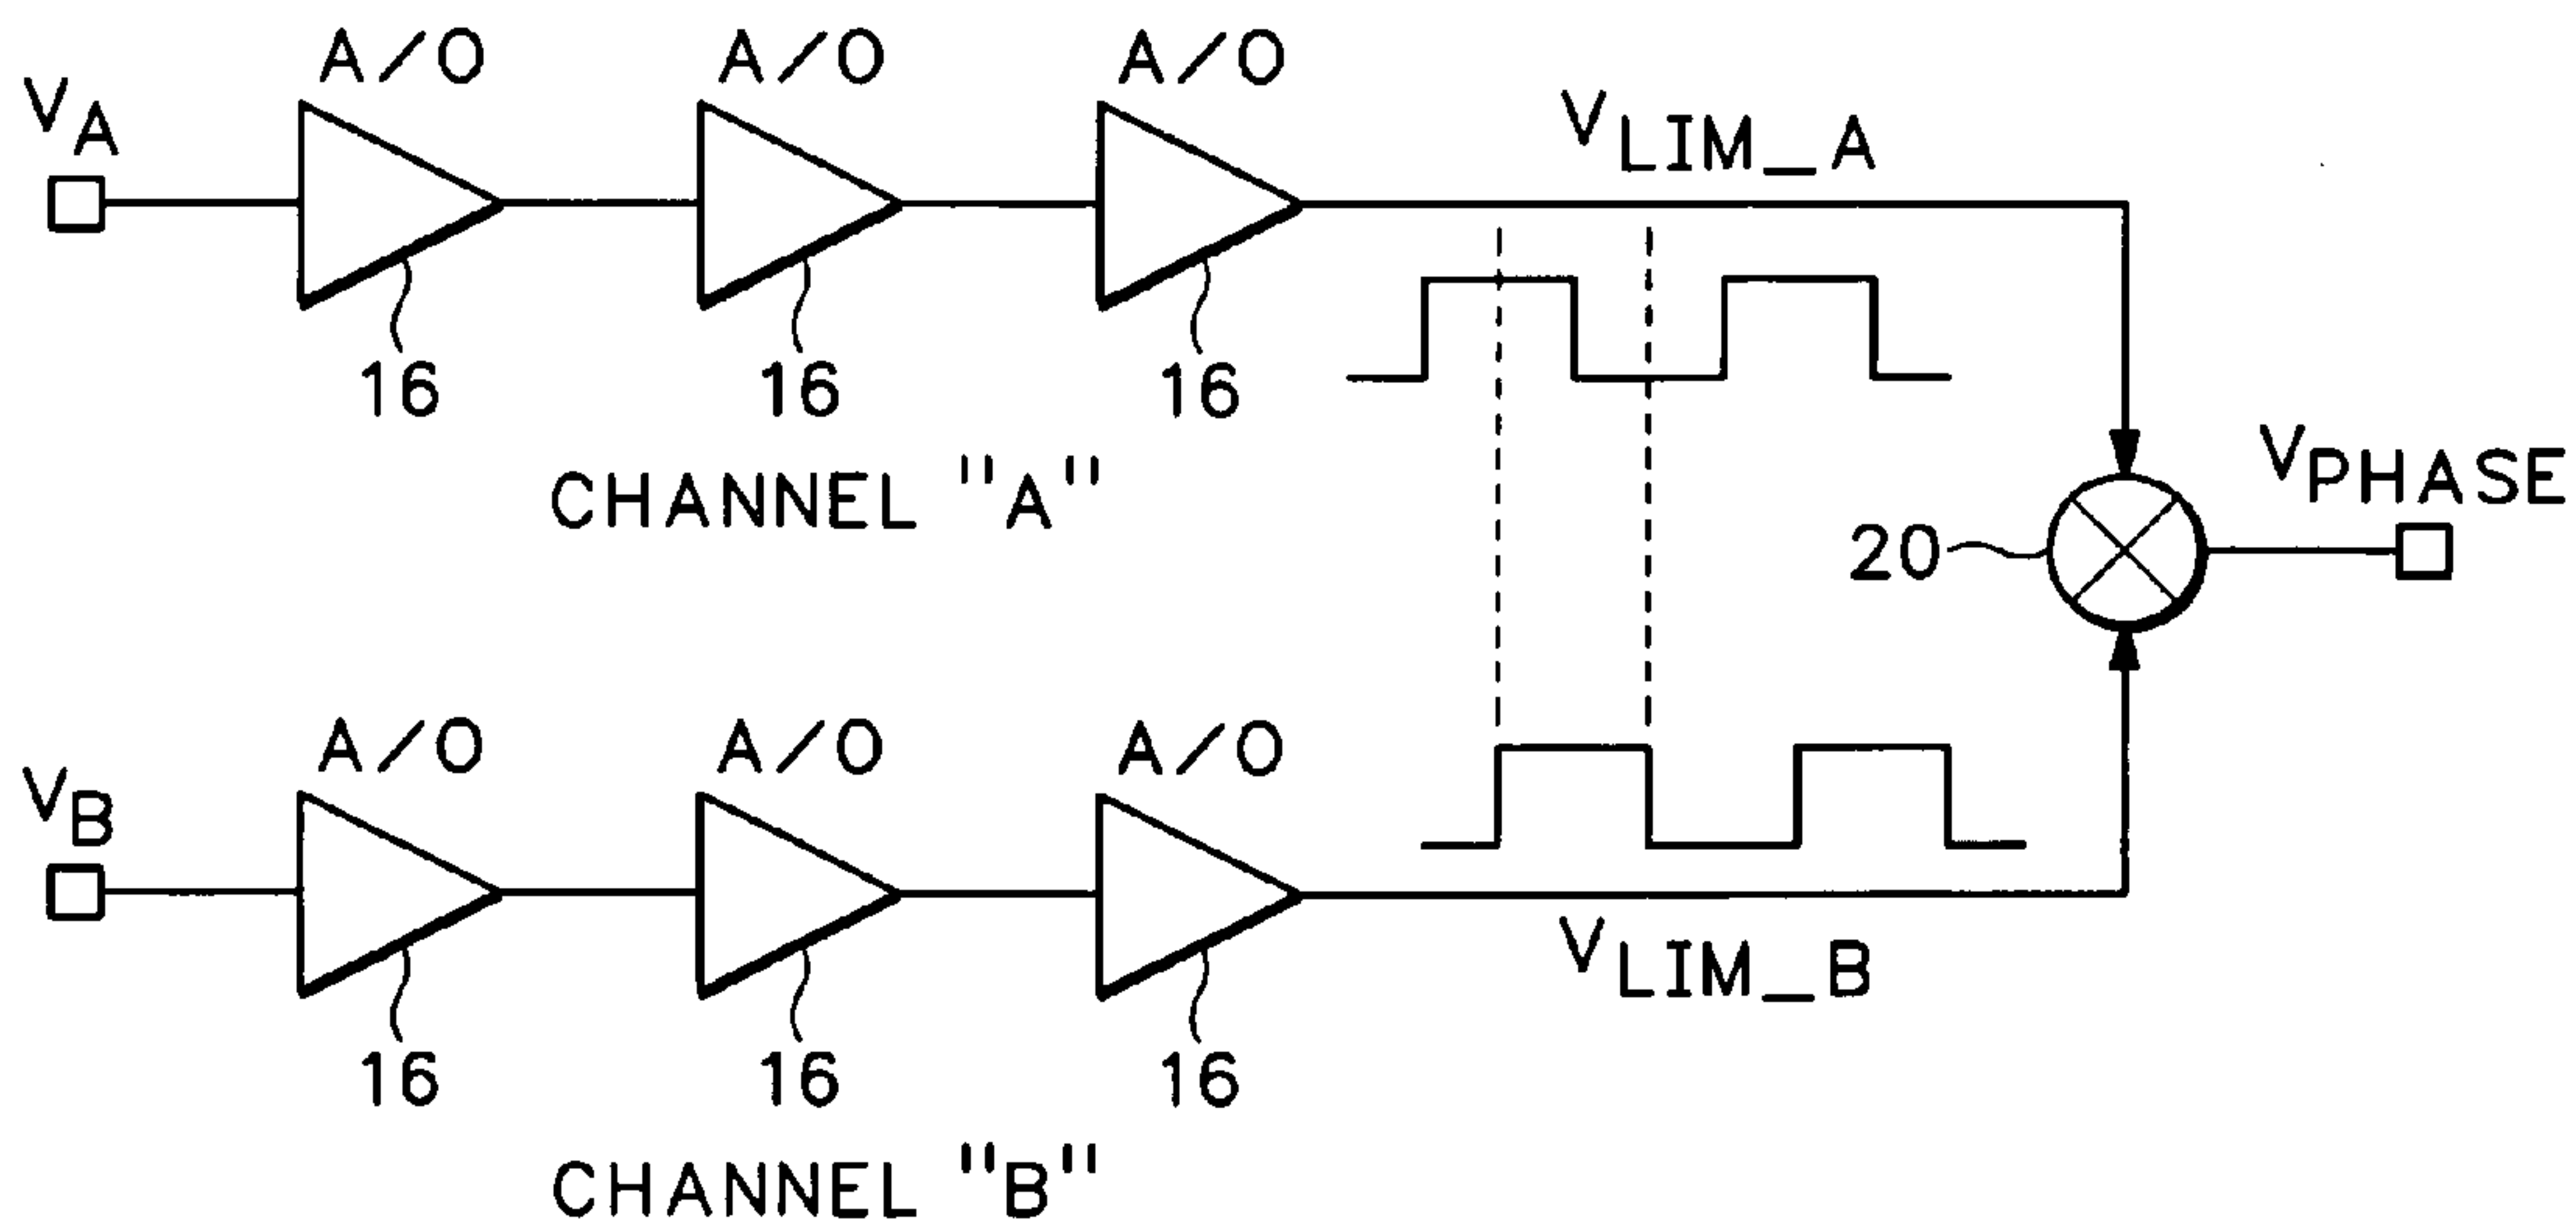 A/O A/O A/O
VA
VLIM_A
16 16 16
CHANNEL "A"
VPHASE
20
A/O A/O A/O
VB
VLIM_B
16 16 16
CHANNEL "B"